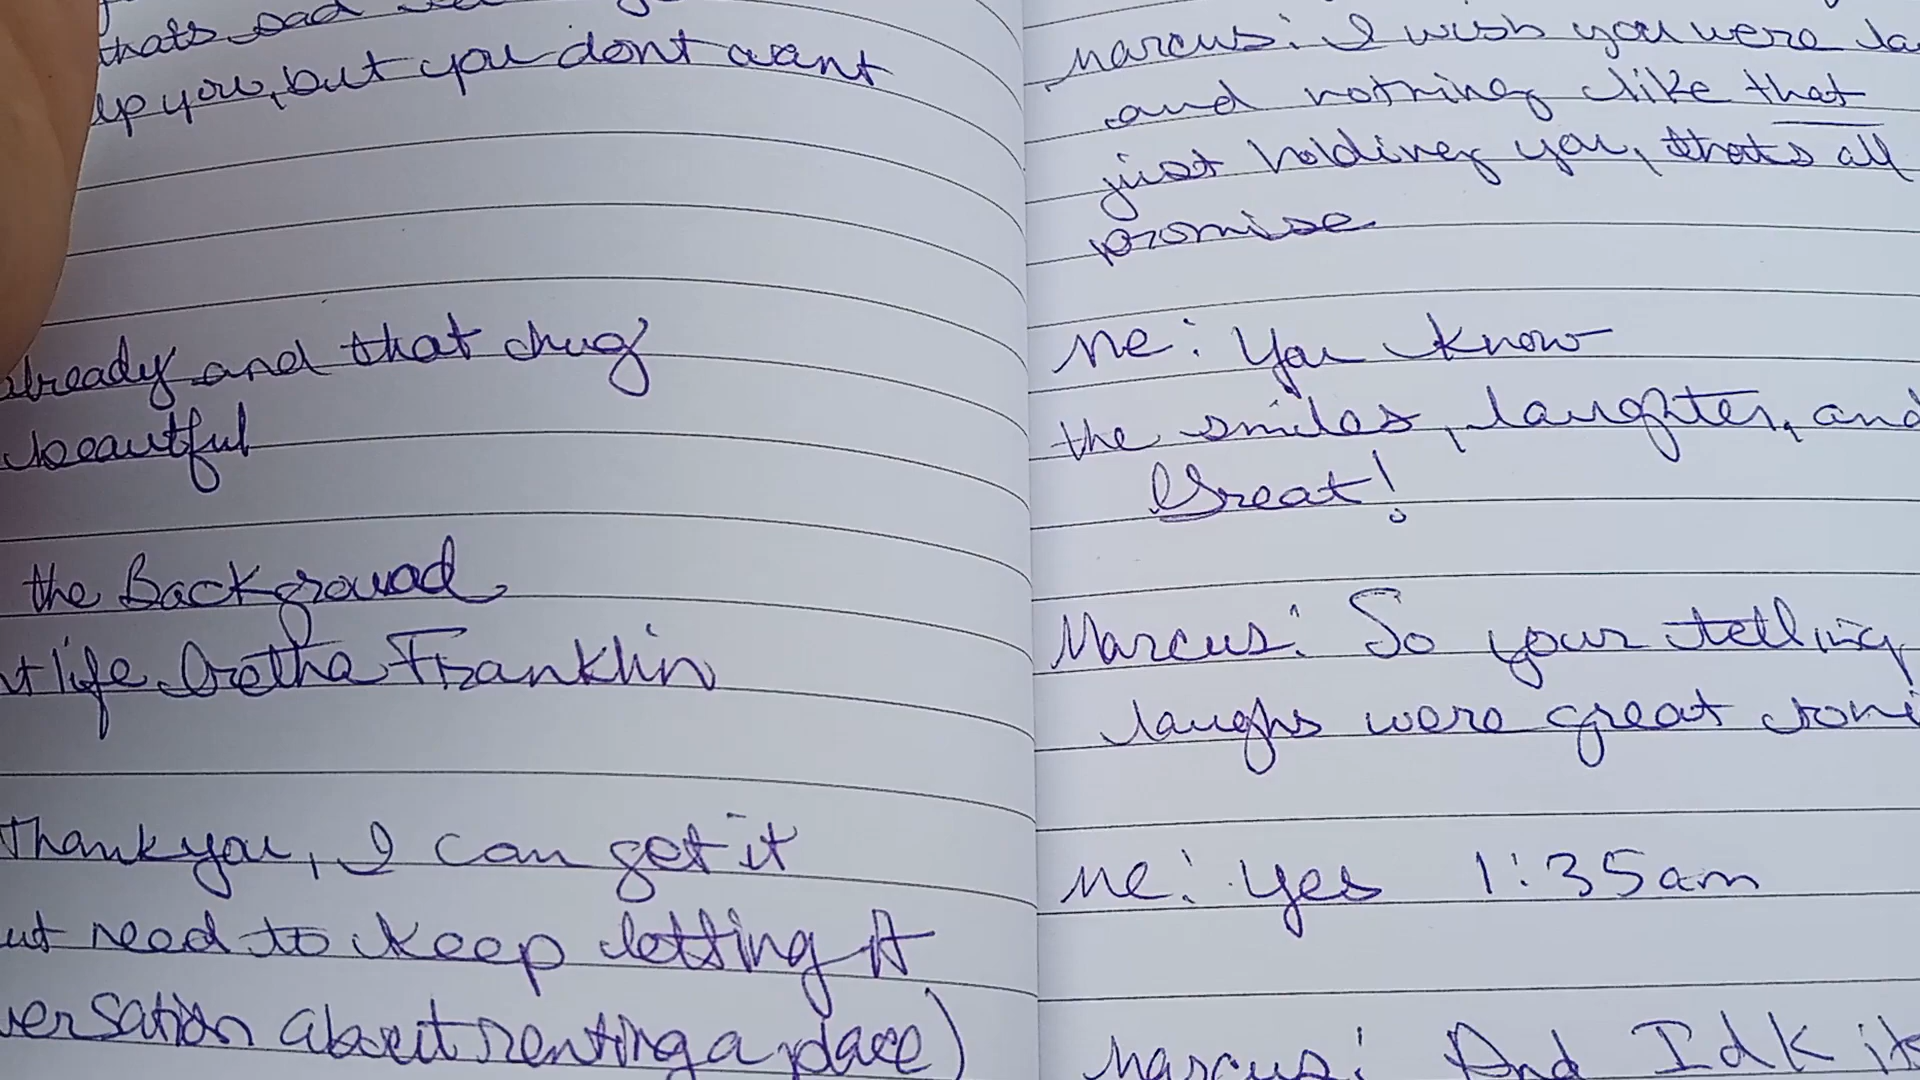 thats sad
up you, but you dont want
already and that hug
beautful
the Background
life Aretha Franklin
Thank you, I can get it
need to keep letting it
about renting a place)
Marcus: I wish you were
and nothing like that
just holding you, thats all
promise
Me: You know
the smiles, laughter, and
Great!
Marcus: So your telling
laughs were great
Me: Yes 1:35am
Marcus: And Idk its